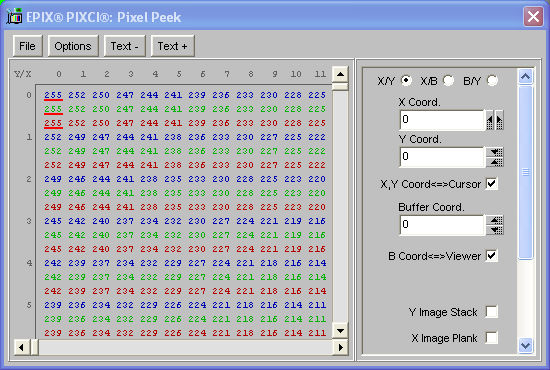 EPIX® PIXCI®: Pixel Peek
File Options Text - Text +
Y/X 0 1 2 3 4 5 6 7 8 9 10 11
0 255 252 250 247 244 241 239 236 233 230 228 225
255 252 250 247 244 241 239 236 233 230 228 225
255 252 250 247 244 241 239 236 233 230 228 225
1 252 249 247 244 241 238 236 233 230 227 225 222
252 249 247 244 241 238 236 233 230 227 225 222
252 249 247 244 241 238 236 233 230 227 225 222
2 249 246 244 241 238 235 233 230 227 224 222 219
249 246 244 241 238 235 233 230 227 224 222 219
249 246 244 241 238 235 233 230 227 224 222 219
3 245 242 240 237 234 232 230 227 224 221 219 216
245 242 240 237 234 232 230 227 224 221 219 216
245 242 240 237 234 232 230 227 224 221 219 216
4 242 239 237 234 232 229 227 224 221 218 216 214
242 239 237 234 232 229 227 224 221 218 216 214
242 239 237 234 232 229 227 224 221 218 216 214
5 239 236 234 232 229 226 224 221 218 216 214 211
239 236 234 232 229 226 224 221 218 216 214 211
239 236 234 232 229 226 224 221 218 216 214 211
X/Y X/B B/Y
X Coord.
0
Y Coord.
0
X,Y Coord<=>Cursor
Buffer Coord.
0
B Coord<=>Viewer
Y Image Stack
X Image Plank